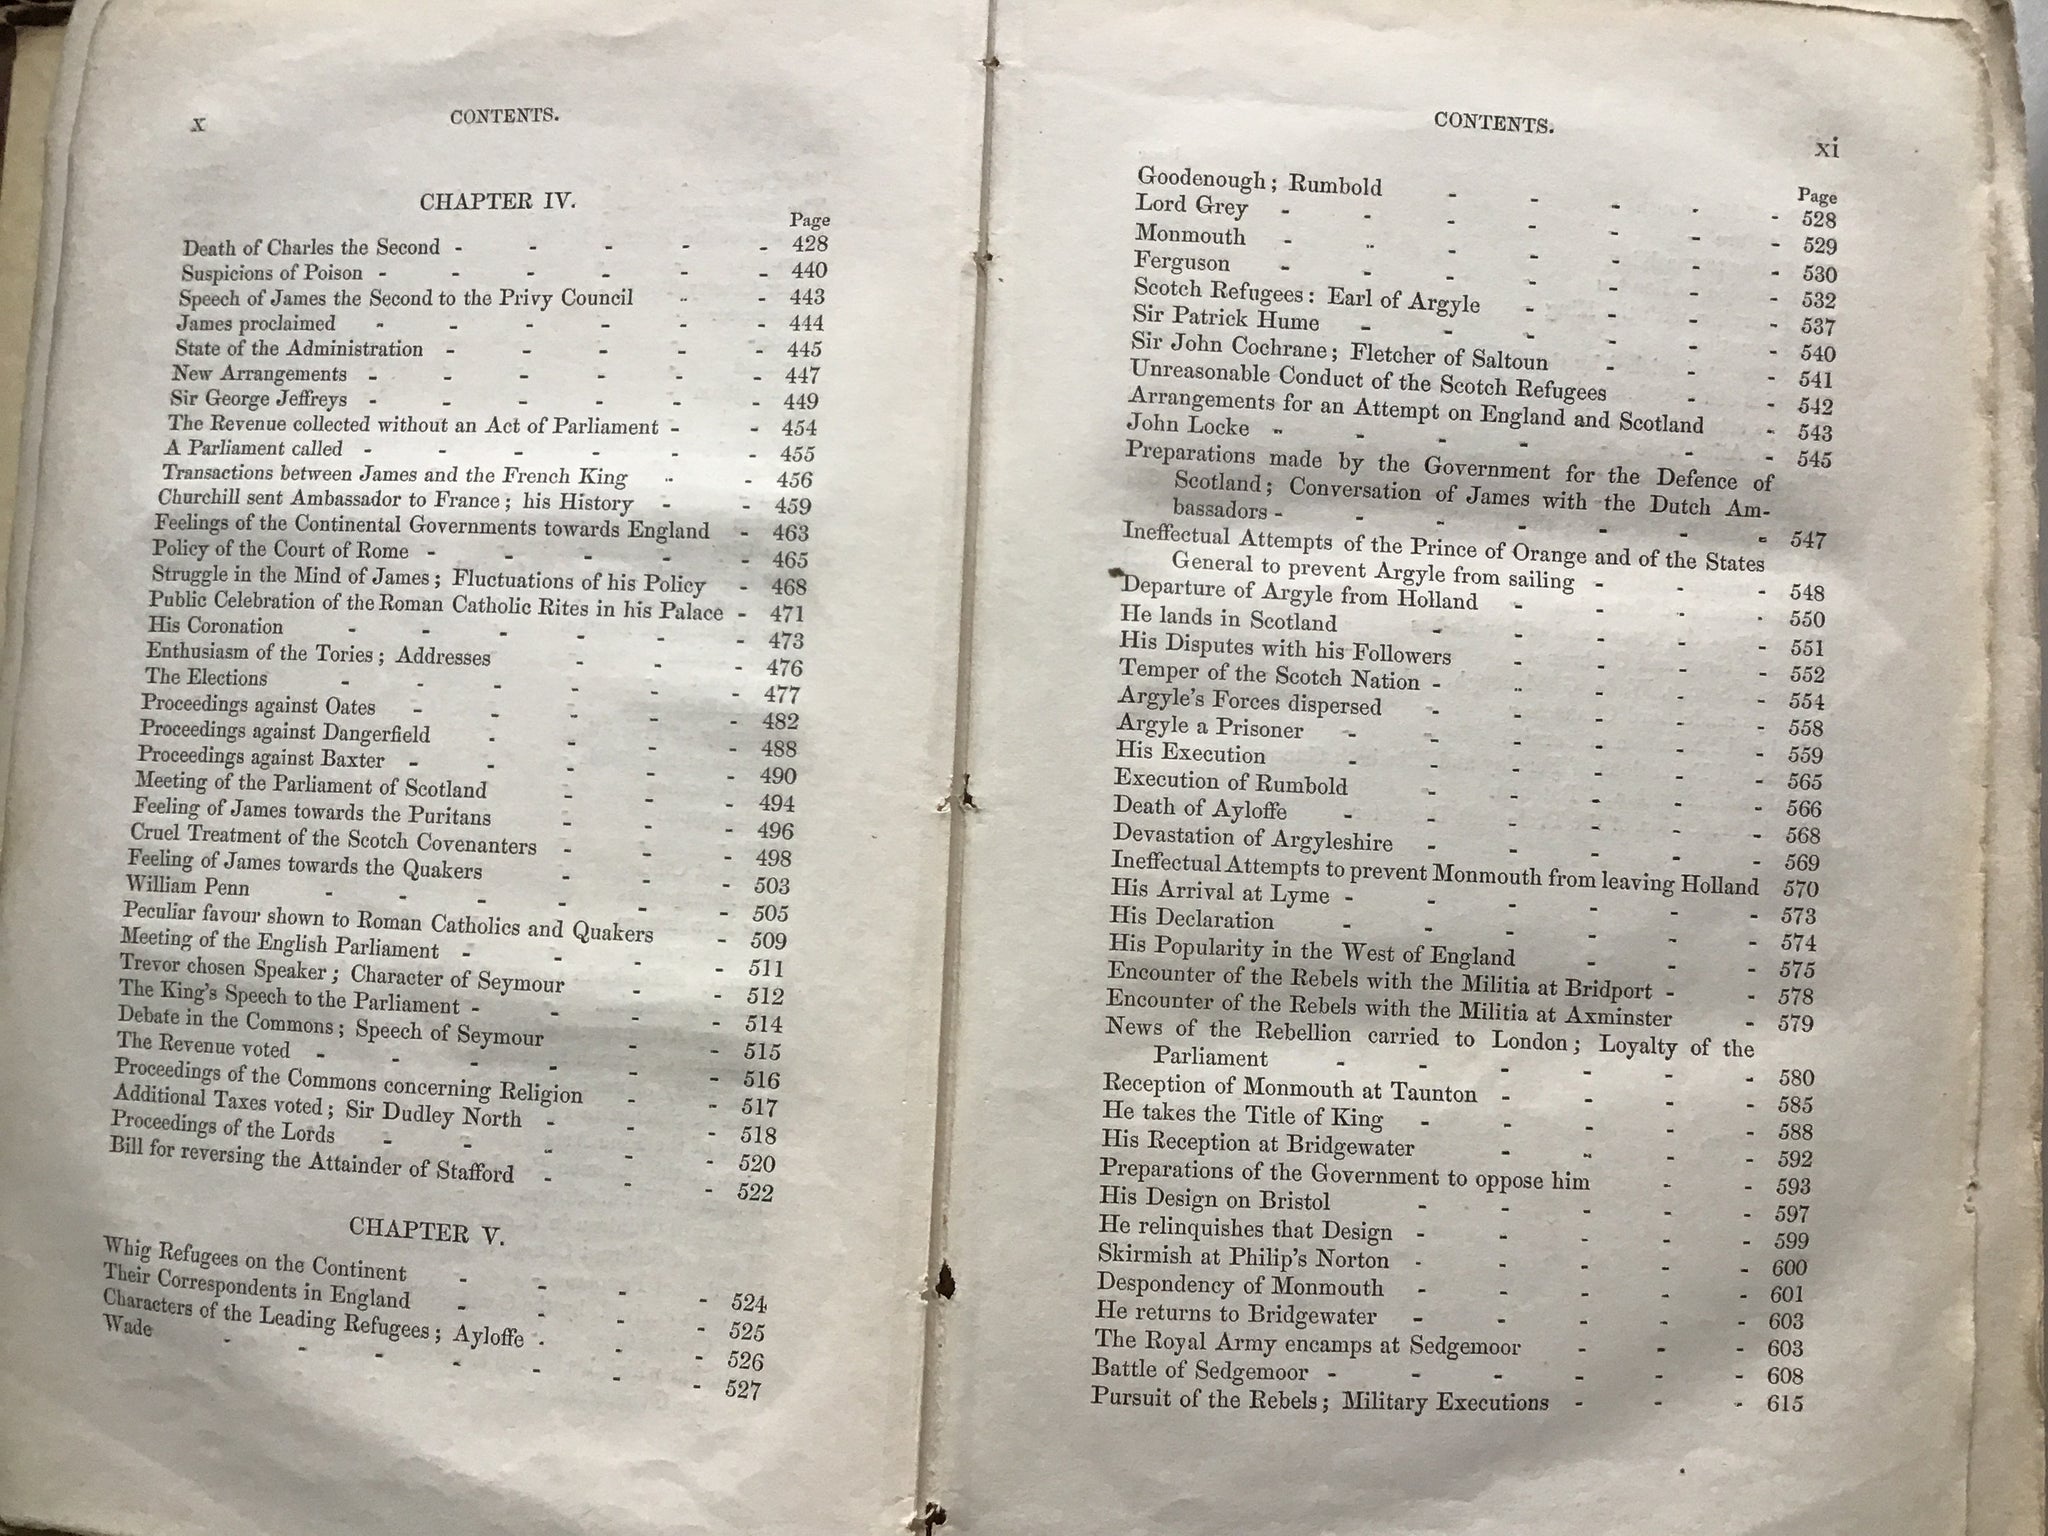 x
CONTENTS.
CHAPTER IV.
Page
Death of Charles the Second - - - - - 428
Suspicions of Poison - - - - - - 440
Speech of James the Second to the Privy Council - - 443
James proclaimed - - - - - - 444
State of the Administration - - - - - 445
New Arrangements - - - - - - 447
Sir George Jeffreys - - - - - - 449
The Revenue collected without an Act of Parliament - - 454
A Parliament called - - - - - - 455
Transactions between James and the French King - - 456
Churchill sent Ambassador to France; his History - - 459
Feelings of the Continental Governments towards England - 463
Policy of the Court of Rome - - - - - 465
Struggle in the Mind of James; Fluctuations of his Policy - 468
Public Celebration of the Roman Catholic Rites in his Palace - 471
His Coronation - - - - - - 473
Enthusiasm of the Tories; Addresses - - - 476
The Elections - - - - - - 477
Proceedings against Oates - - - - - 482
Proceedings against Dangerfield - - - - 488
Proceedings against Baxter - - - - - 490
Meeting of the Parliament of Scotland - - - 494
Feeling of James towards the Puritans - - - 496
Cruel Treatment of the Scotch Covenanters - - - 498
Feeling of James towards the Quakers - - - 503
William Penn - - - - - - 505
Peculiar favour shown to Roman Catholics and Quakers - 509
Meeting of the English Parliament - - - - 511
Trevor chosen Speaker; Character of Seymour - - 512
The King's Speech to the Parliament - - - - 514
Debate in the Commons; Speech of Seymour - - 515
The Revenue voted - - - - - - 516
Proceedings of the Commons concerning Religion - - 517
Additional Taxes voted; Sir Dudley North - - - 518
Proceedings of the Lords - - - - - 520
Bill for reversing the Attainder of Stafford - - - 522
CHAPTER V.
Whig Refugees on the Continent - - - - 524
Their Correspondents in England - - - - 525
Characters of the Leading Refugees; Ayloffe - - - 526
Wade - - - - - - - 527
CONTENTS.
xi
Page
Goodenough; Rumbold - - - - - 528
Lord Grey - - - - - - - 529
Monmouth - - - - - - - 530
Ferguson - - - - - - - 532
Scotch Refugees: Earl of Argyle - - - - 537
Sir Patrick Hume - - - - - - 540
Sir John Cochrane; Fletcher of Saltoun - - - 541
Unreasonable Conduct of the Scotch Refugees - - 542
Arrangements for an Attempt on England and Scotland - 543
John Locke - - - - - - - 545
Preparations made by the Government for the Defence of
Scotland; Conversation of James with the Dutch Am-
bassadors - - - - - - - 547
Ineffectual Attempts of the Prince of Orange and of the States
General to prevent Argyle from sailing - - - 548
Departure of Argyle from Holland - - - - 550
He lands in Scotland - - - - - 551
His Disputes with his Followers - - - - 552
Temper of the Scotch Nation - - - - - 554
Argyle's Forces dispersed - - - - - 558
Argyle a Prisoner - - - - - - 559
His Execution - - - - - - 565
Execution of Rumbold - - - - - 566
Death of Ayloffe - - - - - - 568
Devastation of Argyleshire - - - - - 569
Ineffectual Attempts to prevent Monmouth from leaving Holland 570
His Arrival at Lyme - - - - - - 573
His Declaration - - - - - - 574
His Popularity in the West of England - - - 575
Encounter of the Rebels with the Militia at Bridport - - 578
Encounter of the Rebels with the Militia at Axminster - 579
News of the Rebellion carried to London; Loyalty of the
Parliament - - - - - - 580
Reception of Monmouth at Taunton - - - - 585
He takes the Title of King - - - - - 588
His Reception at Bridgewater - - - - 592
Preparations of the Government to oppose him - - 593
His Design on Bristol - - - - - 597
He relinquishes that Design - - - - - 599
Skirmish at Philip's Norton - - - - - 600
Despondency of Monmouth - - - - - 601
He returns to Bridgewater - - - - - 603
The Royal Army encamps at Sedgemoor - - - 603
Battle of Sedgemoor - - - - - - 608
Pursuit of the Rebels; Military Executions - - - 615